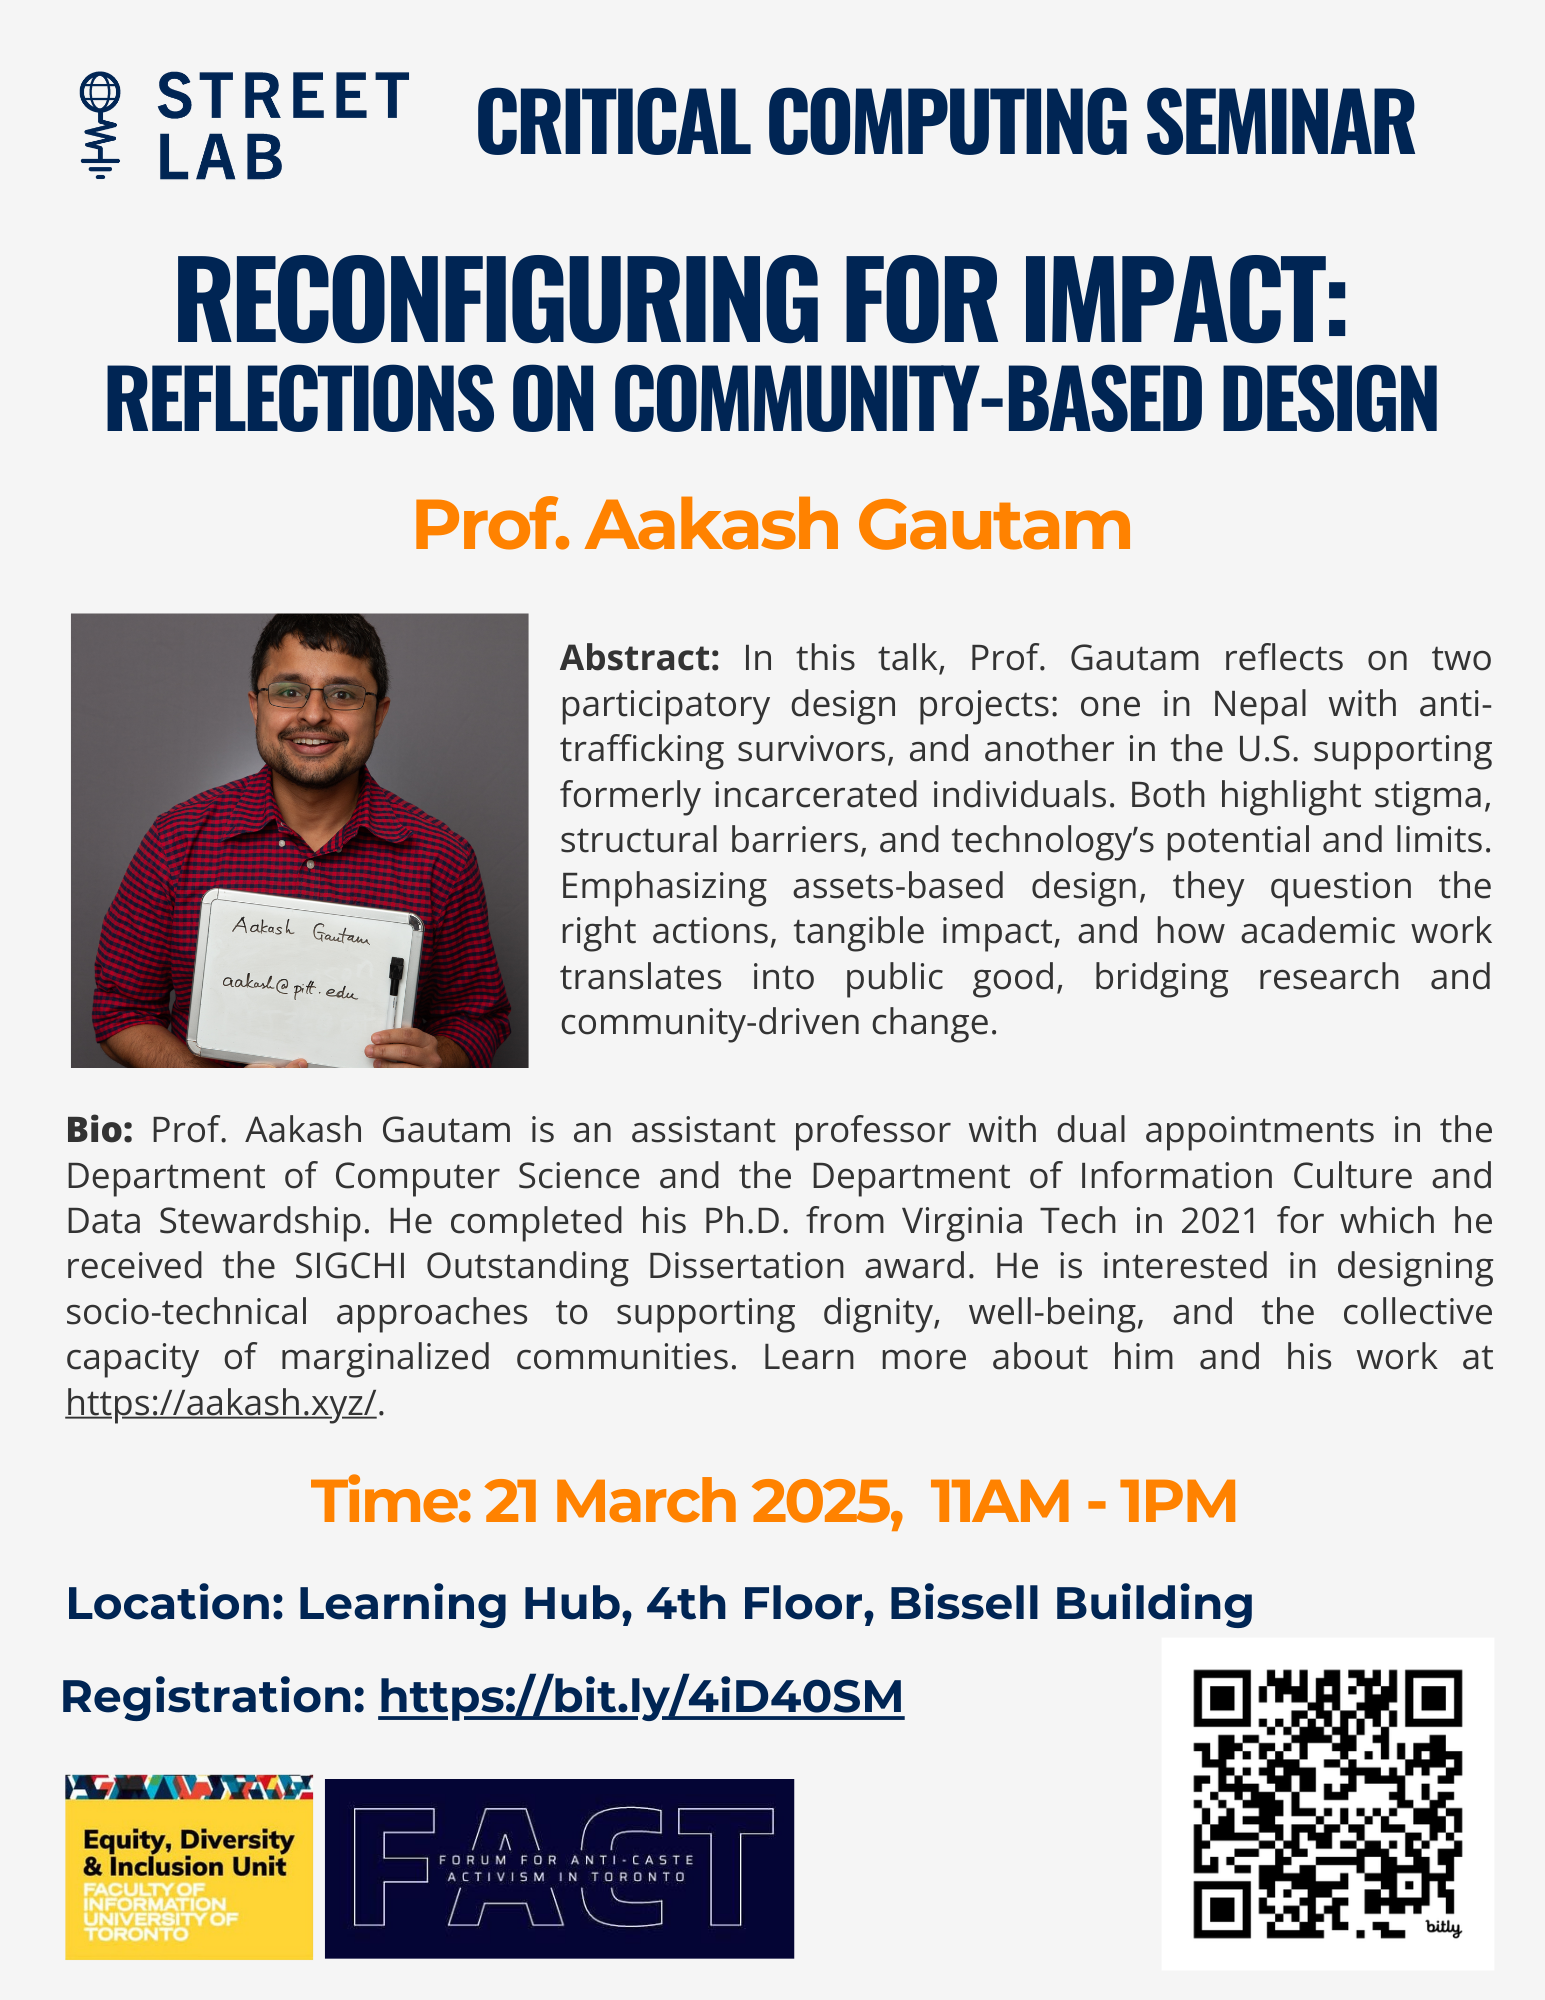 STREET
LAB
CRITICAL COMPUTING SEMINAR
RECONFIGURING FOR IMPACT:
REFLECTIONS ON COMMUNITY-BASED DESIGN
Prof. Aakash Gautam
Aakash Gautam
aakash@pitt.edu
Abstract: In this talk, Prof. Gautam reflects on two
participatory design projects: one in Nepal with anti-
trafficking survivors, and another in the U.S. supporting
formerly incarcerated individuals. Both highlight stigma,
structural barriers, and technology’s potential and limits.
Emphasizing assets-based design, they question the
right actions, tangible impact, and how academic work
translates into public good, bridging research and
community-driven change.
Bio: Prof. Aakash Gautam is an assistant professor with dual appointments in the
Department of Computer Science and the Department of Information Culture and
Data Stewardship. He completed his Ph.D. from Virginia Tech in 2021 for which he
received the SIGCHI Outstanding Dissertation award. He is interested in designing
socio-technical approaches to supporting dignity, well-being, and the collective
capacity of marginalized communities. Learn more about him and his work at
https://aakash.xyz/.
Time: 21 March 2025, 11AM - 1PM
Location: Learning Hub, 4th Floor, Bissell Building
Registration: https://bit.ly/4iD40SM
Equity, Diversity
& Inclusion Unit
FACULTY OF
INFORMATION
UNIVERSITY OF
TORONTO
FACT
FORUM FOR ANTI-CASTE
ACTIVISM IN TORONTO
bitly